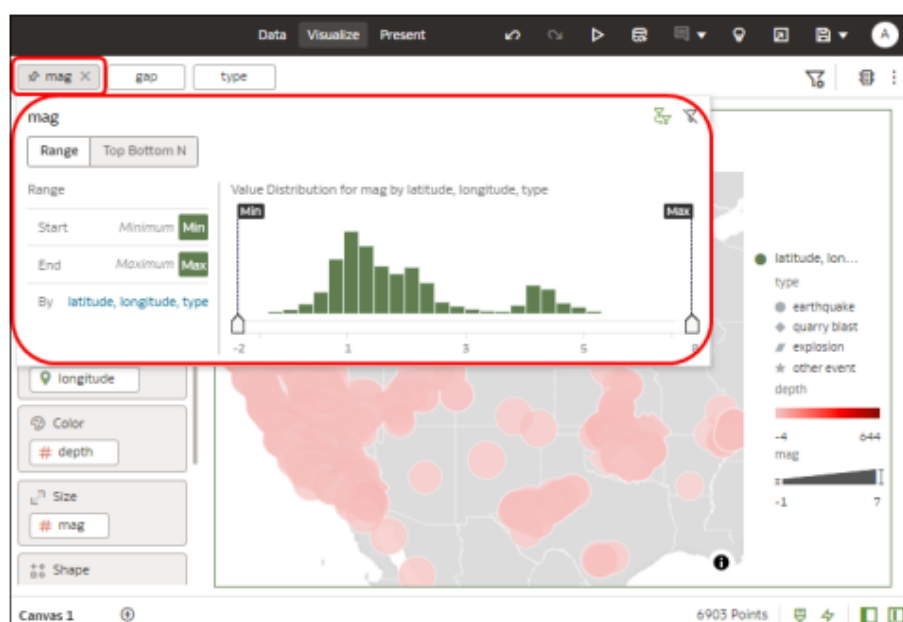 Data Visualize Present A
mag gap type
mag
Range Top Bottom N
Range
Value Distribution for mag by latitude, longitude, type
Min Max
Start Minimum Min
End Maximum Max
By latitude, longitude, type
-2 1 3 5
latitude, lon...
type
earthquake
quarry blast
explosion
other event
depth
-4 644
mag
-1 7
longitude
Color
# depth
Size
# mag
Shape
Canvas 1
6903 Points